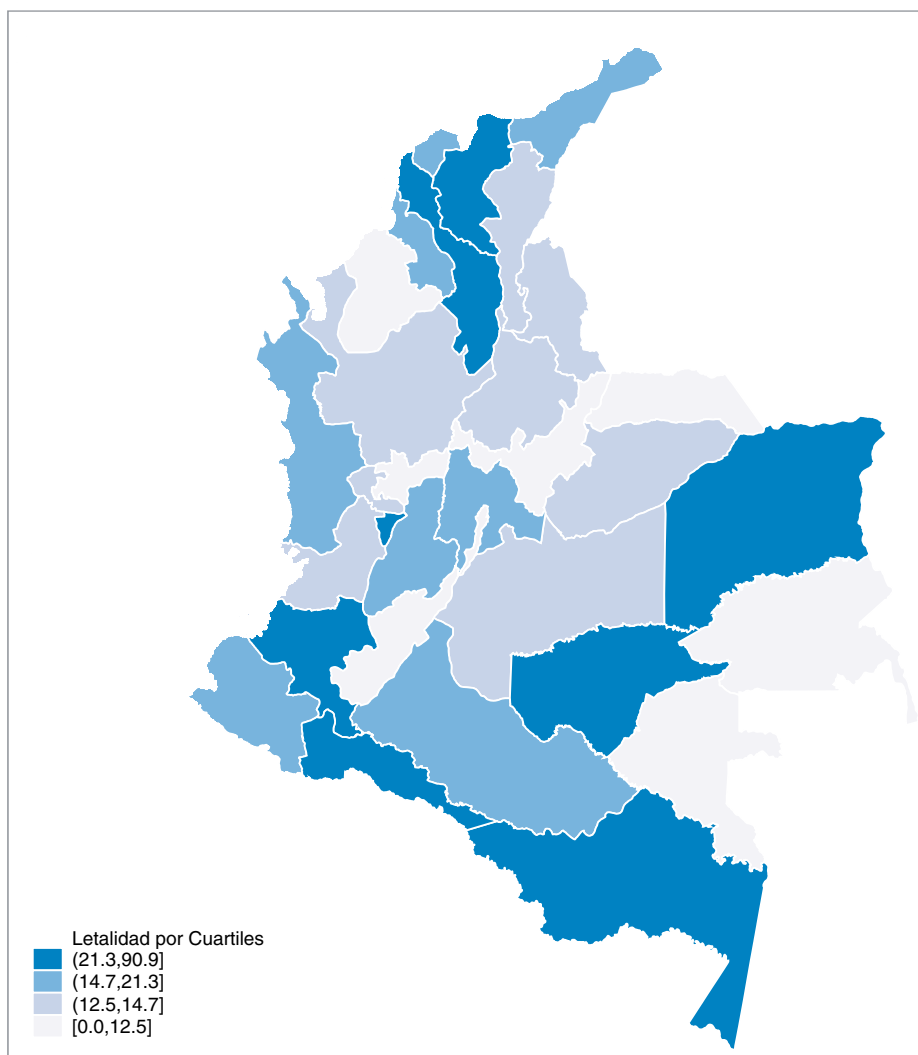 Letalidad por Cuartiles
(21.3,90.9]
(14.7,21.3]
(12.5,14.7]
[0.0,12.5]